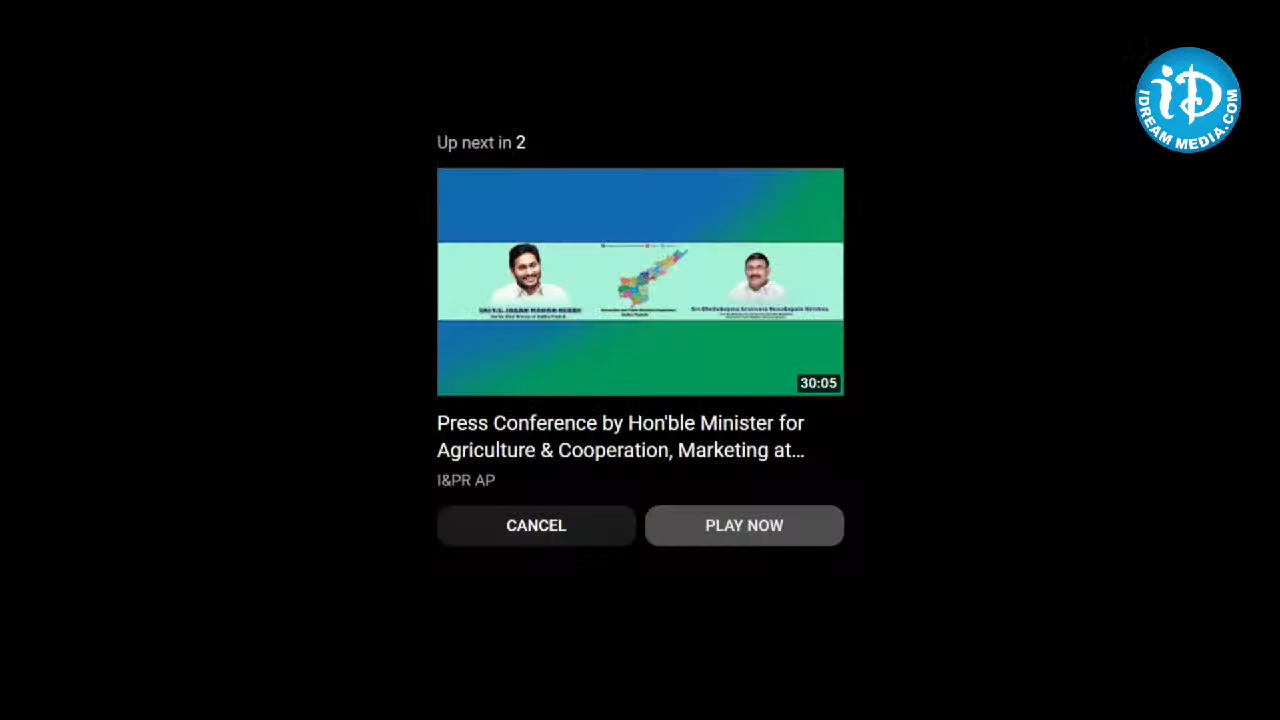 iD
IDREAM MEDIA.COM
Up next in 2
30:05
Press Conference by Hon'ble Minister for
Agriculture & Cooperation, Marketing at...
I&PR AP
CANCEL
PLAY NOW